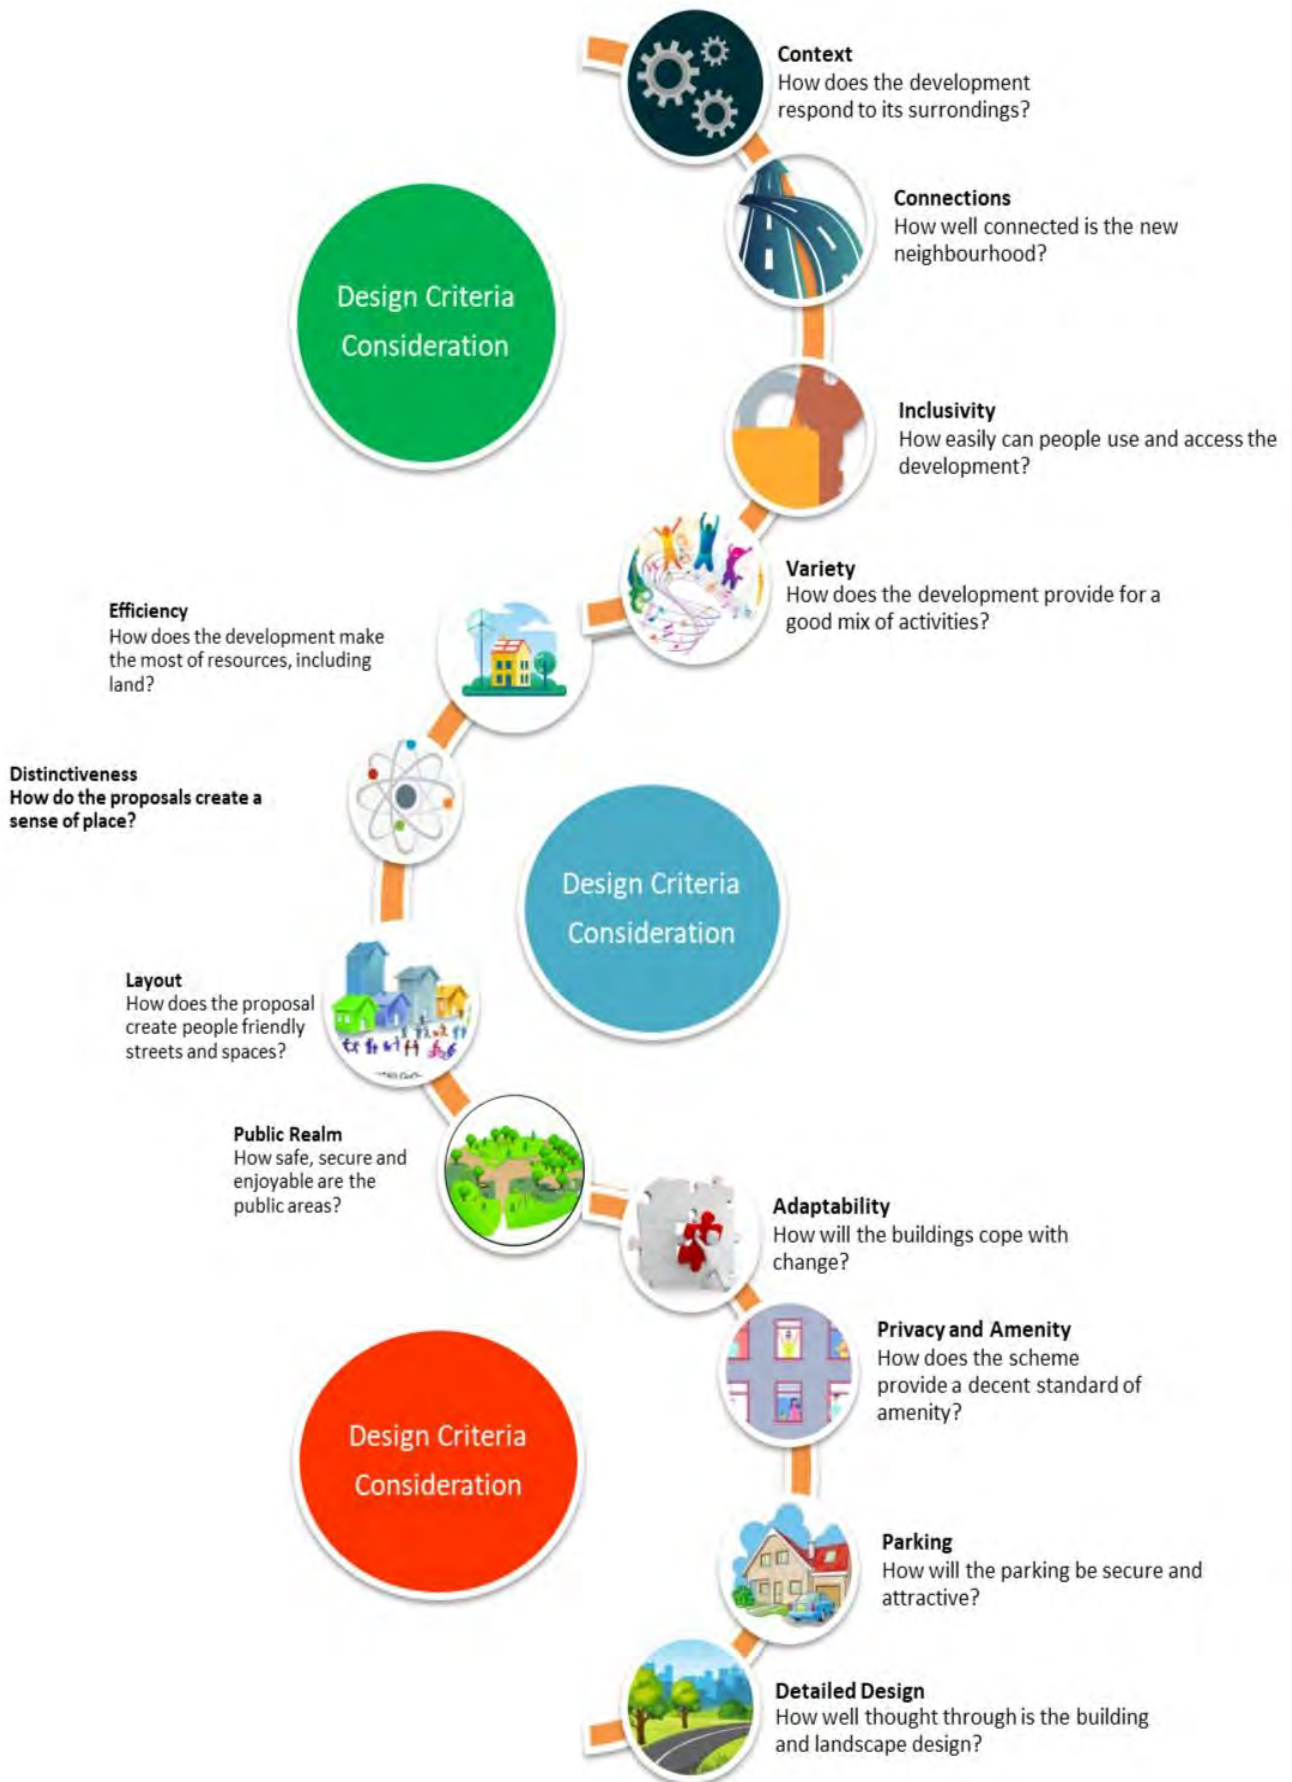 Context
How does the development
respond to its surrondings?
Connections
How well connected is the new
neighbourhood?
Design Criteria
Consideration
Inclusivity
How easily can people use and access the
development?
Variety
How does the development provide for a
good mix of activities?
Efficiency
How does the development make
the most of resources, including
land?
Distinctiveness
How do the proposals create a
sense of place?
Design Criteria
Consideration
Layout
How does the proposal
create people friendly
streets and spaces?
Public Realm
How safe, secure and
enjoyable are the
public areas?
Adaptability
How will the buildings cope with
change?
Privacy and Amenity
How does the scheme
provide a decent standard of
amenity?
Design Criteria
Consideration
Parking
How will the parking be secure and
attractive?
Detailed Design
How well thought through is the building
and landscape design?